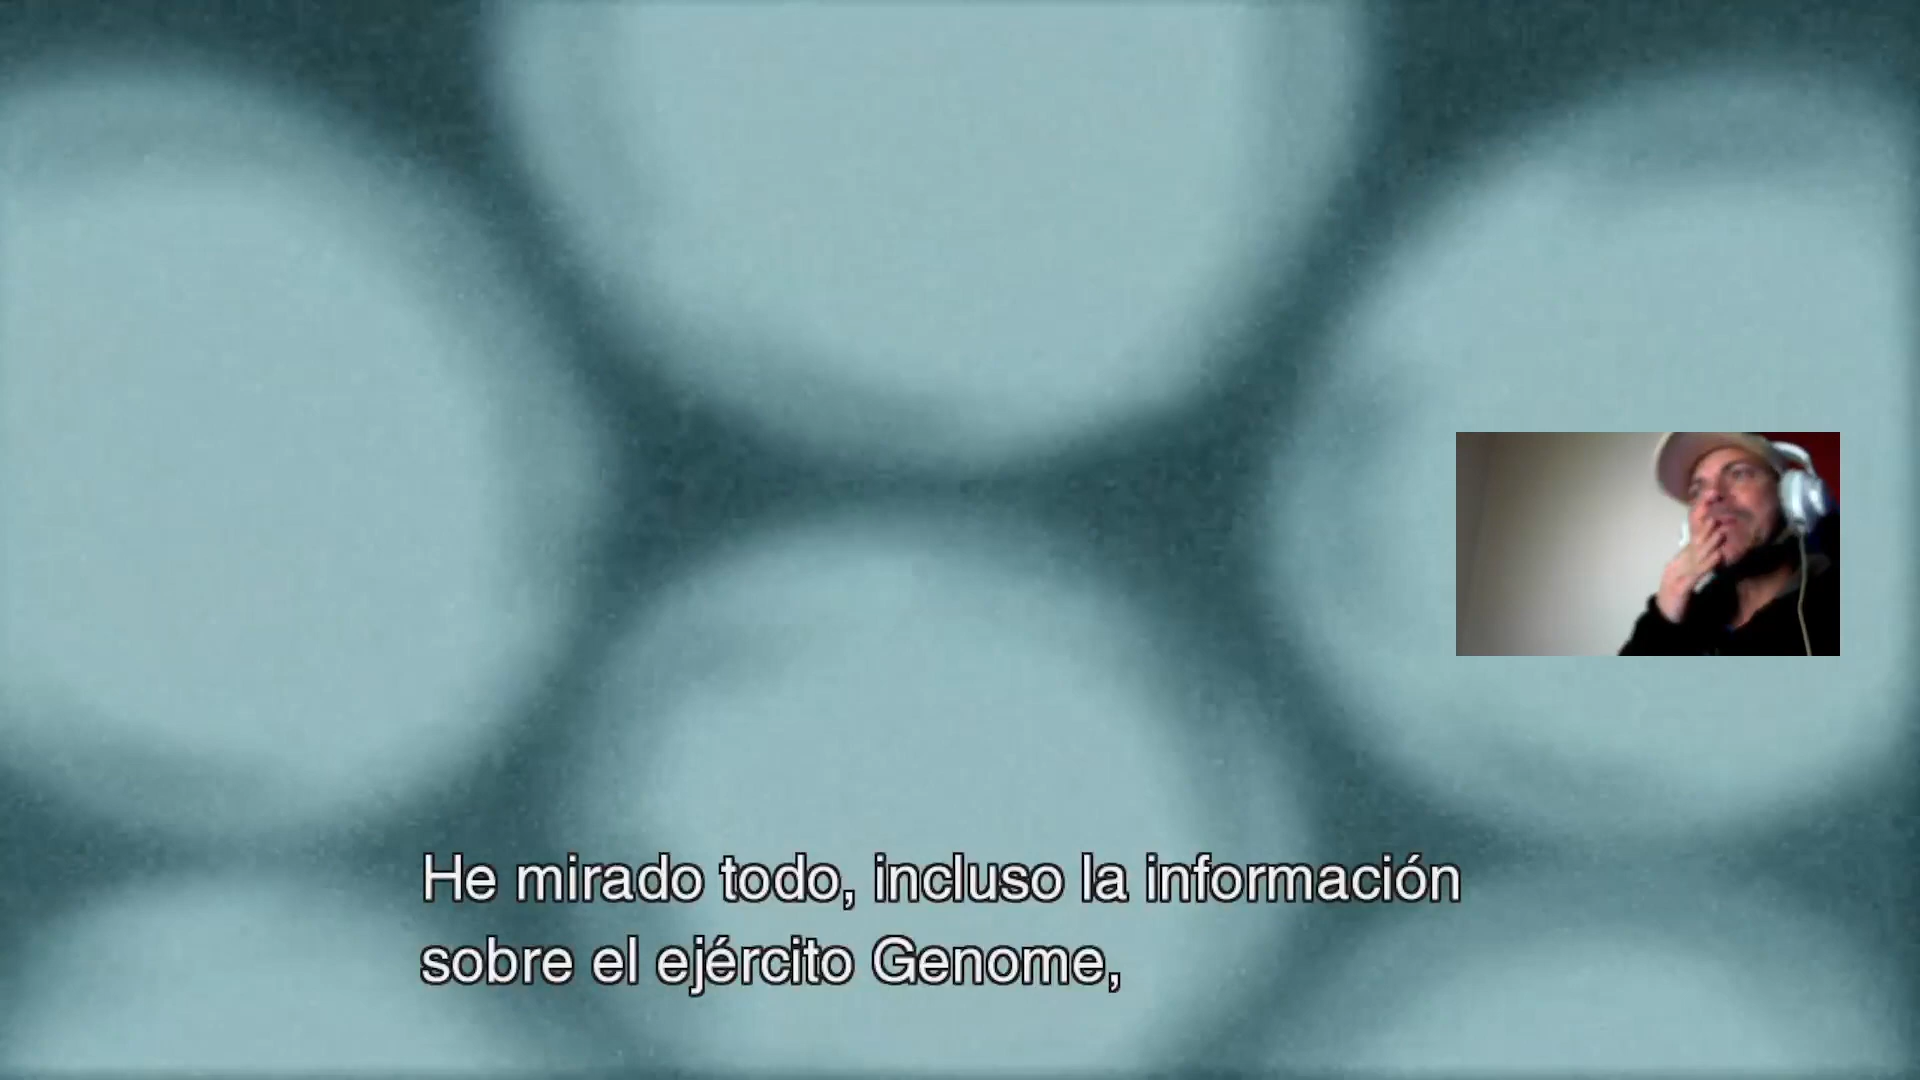 He mirado todo, incluso la información
sobre el ejército Genome,